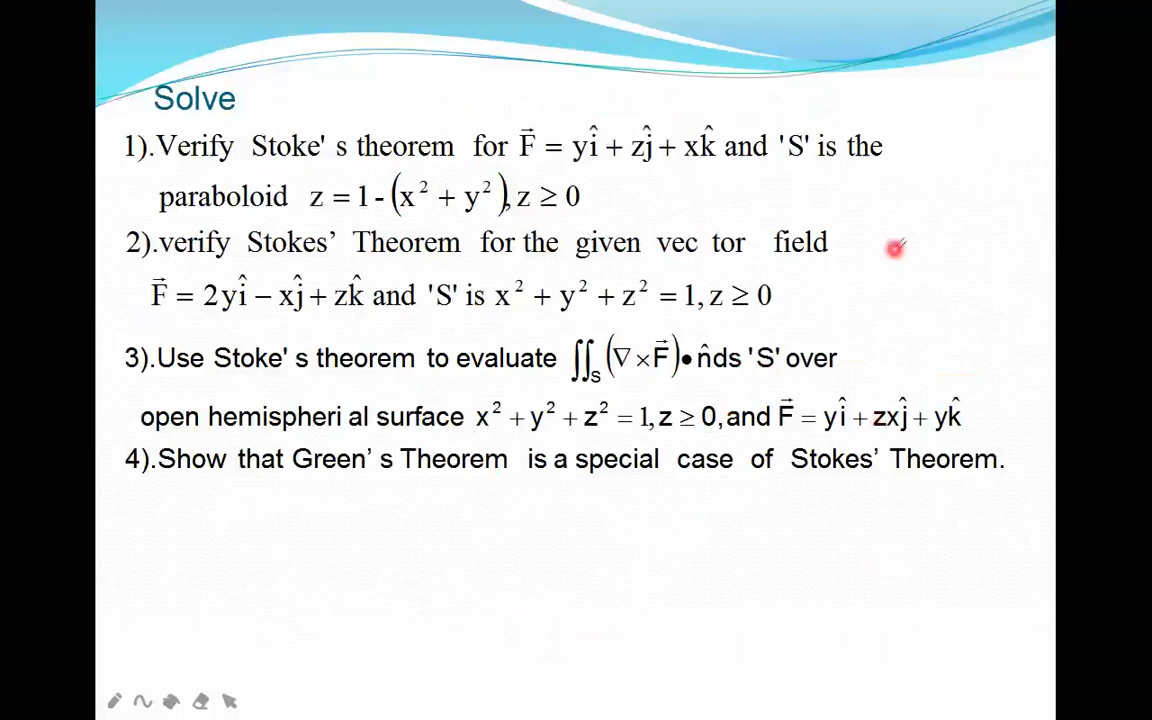 Solve
1).Verify Stoke' s theorem for F⃗ = yî + zĵ + xk̂ and 'S' is the
paraboloid z = 1 - (x² + y²), z ≥ 0
2).verify Stokes’ Theorem for the given vec tor field
F⃗ = 2yî − xĵ + zk̂ and 'S' is x² + y² + z² = 1, z ≥ 0
3).Use Stoke' s theorem to evaluate ∬ₛ(∇ × F⃗)• n̂ds 'S' over
open hemispheri al surface x² + y² + z² = 1, z ≥ 0, and F⃗ = yî + zxĵ + yk̂
4).Show that Green’ s Theorem is a special case of Stokes’ Theorem.